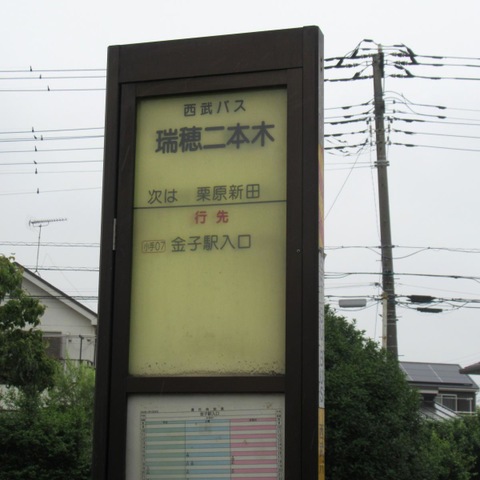 西武バス
瑞穂二本木
次は 栗原新田
行先
金子駅入口